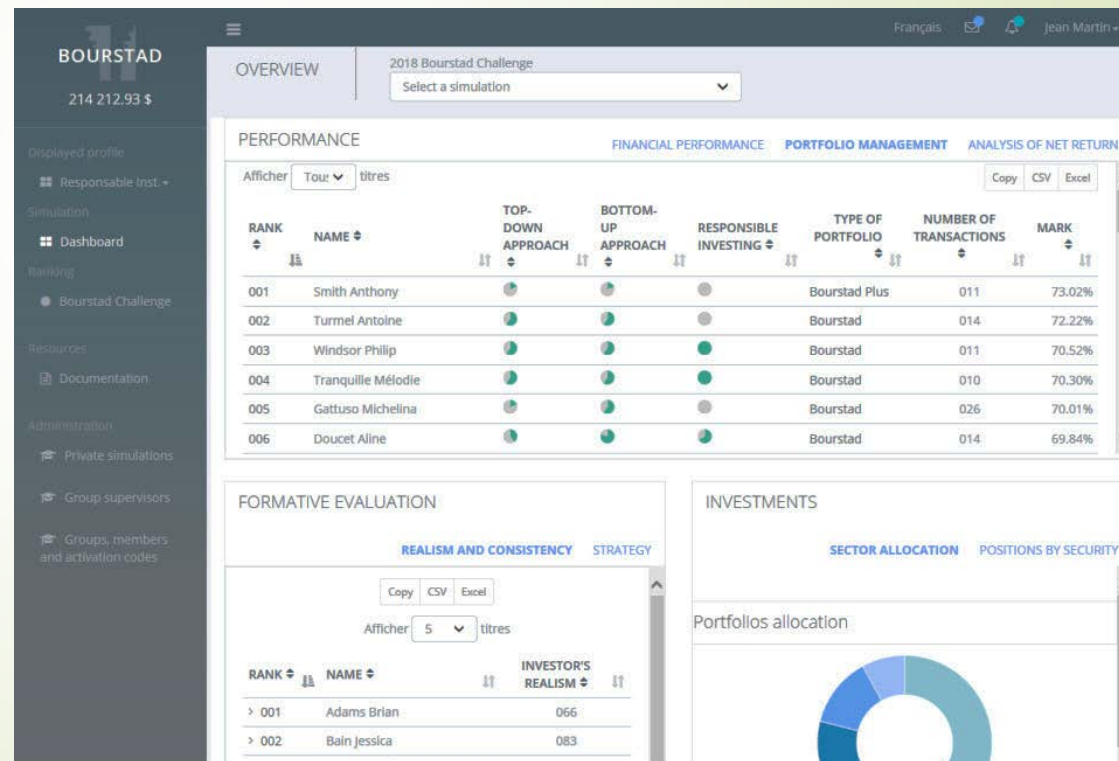 Français Jean Martin
BOURSTAD
214 212.93 $
Displayed profile
Responsible Inst.
Simulation
Dashboard
Ranking
Bourstad Challenge
Resources
Documentation
Administration
Private simulations
Group supervisors
Groups, members
and activation codes
OVERVIEW
2018 Bourstad Challenge
Select a simulation
PERFORMANCE
FINANCIAL PERFORMANCE PORTFOLIO MANAGEMENT ANALYSIS OF NET RETURN
Afficher Tous titres
Copy CSV Excel
RANK NAME TOP-DOWN APPROACH BOTTOM-UP APPROACH RESPONSIBLE INVESTING TYPE OF PORTFOLIO NUMBER OF TRANSACTIONS MARK
001 Smith Anthony Bourstad Plus 011 73.02%
002 Turmel Antoine Bourstad 014 72.22%
003 Windsor Philip Bourstad 011 70.52%
004 Tranquille Mélodie Bourstad 010 70.30%
005 Gattuso Michelina Bourstad 026 70.01%
006 Doucet Aline Bourstad 014 69.84%
FORMATIVE EVALUATION
REALISM AND CONSISTENCY STRATEGY
Copy CSV Excel
Afficher 5 titres
RANK NAME INVESTOR'S REALISM
> 001 Adams Brian 066
> 002 Bain Jessica 083
INVESTMENTS
SECTOR ALLOCATION POSITIONS BY SECURITY
Portfolios allocation